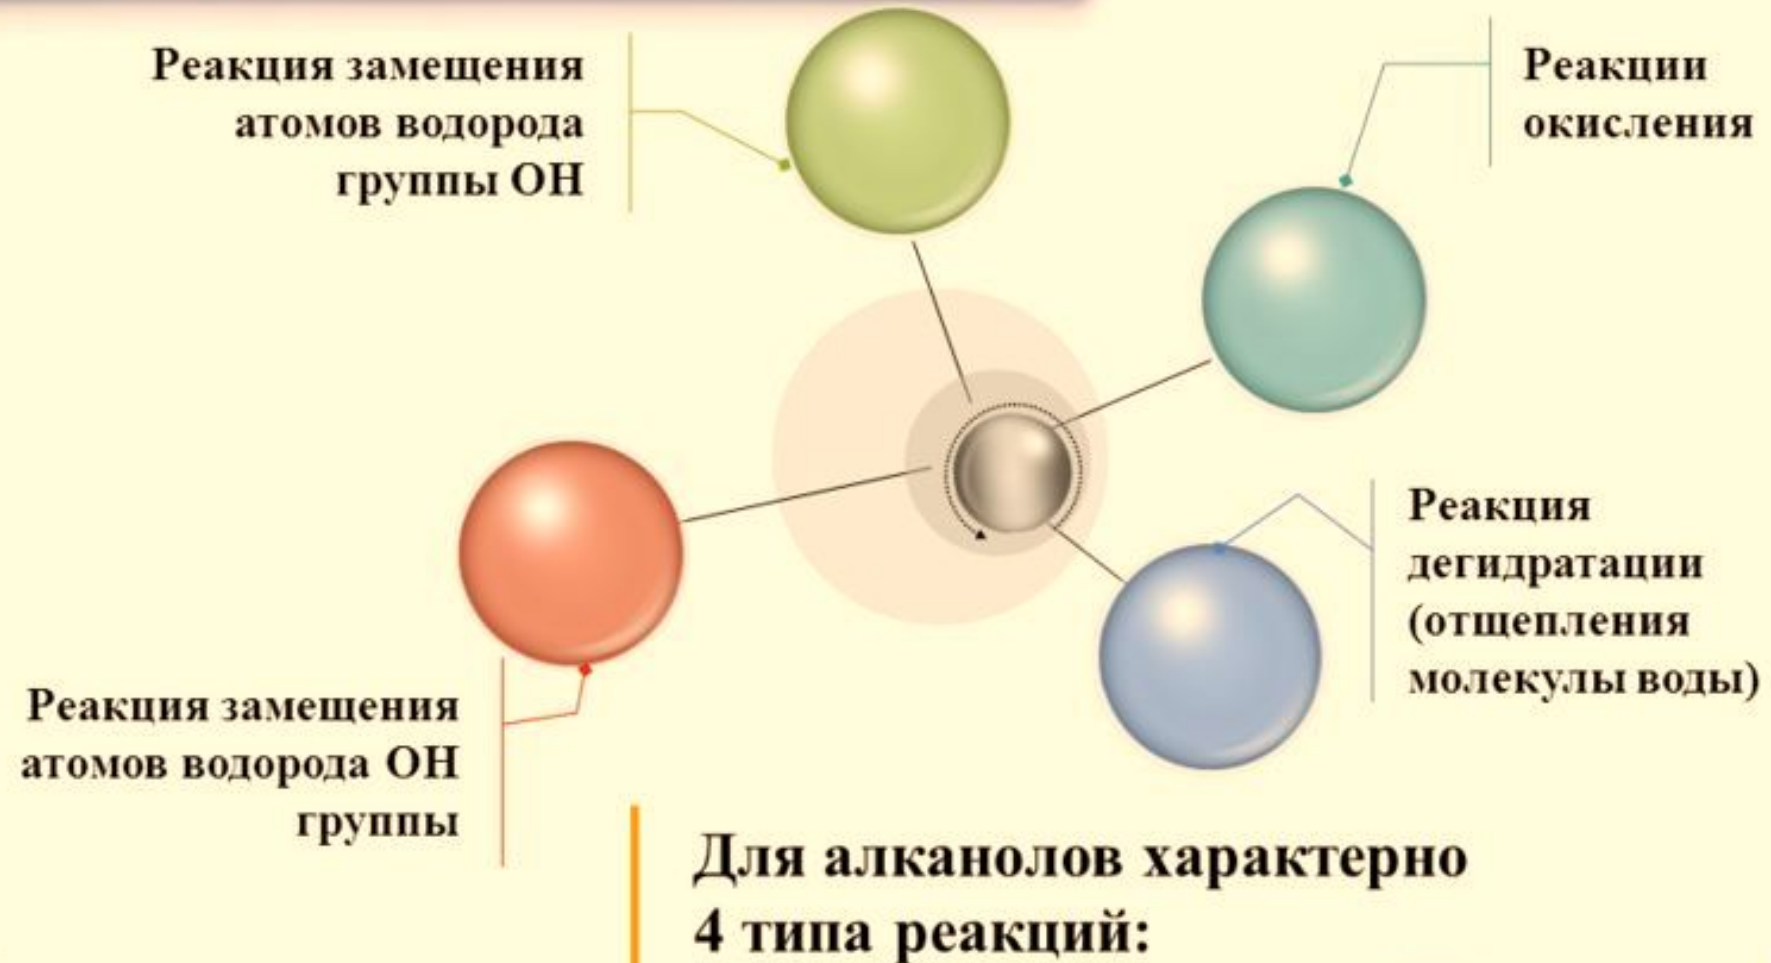 Реакция замещения
атомов водорода
группы ОН
Реакции
окисления
Реакция
дегидратации
(отщепления
молекулы воды)
Реакция замещения
атомов водорода ОН
группы
Для алканолов характерно
4 типа реакций: